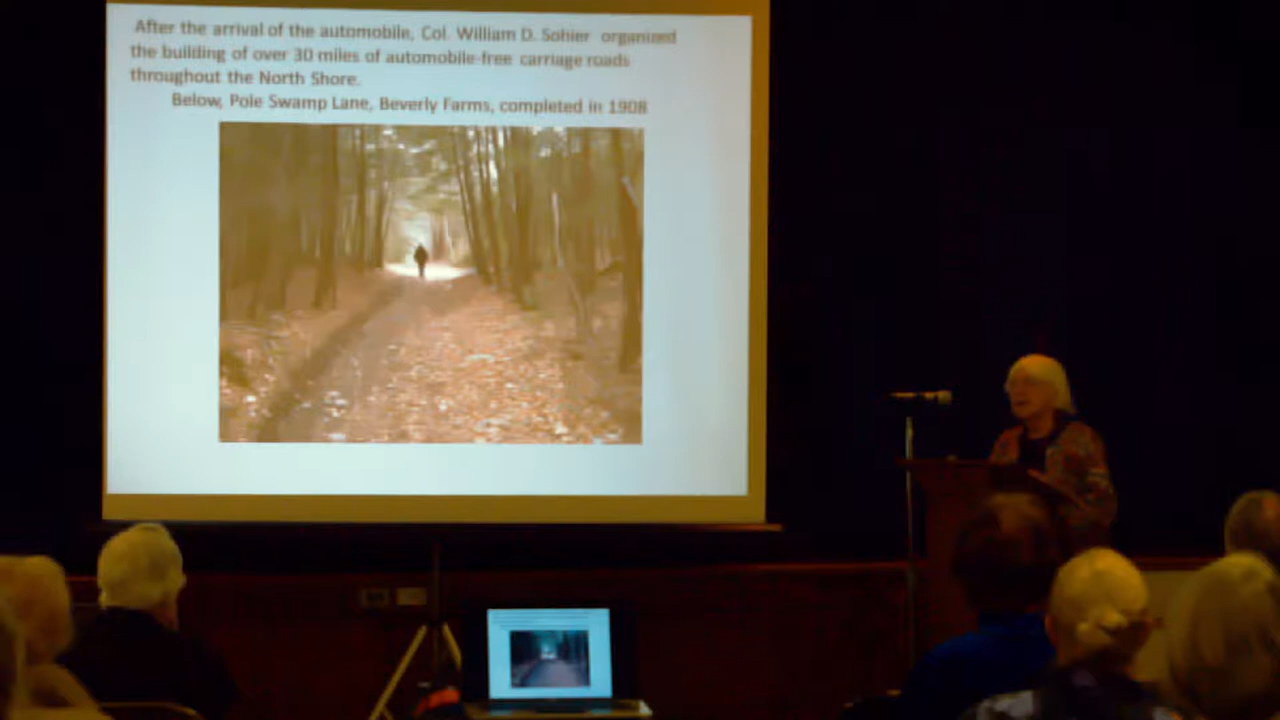 After the arrival of the automobile, Col. William D. Sohier organized
the building of over 30 miles of automobile-free carriage roads
throughout the North Shore.
Below, Pole Swamp Lane, Beverly Farms, completed in 1908